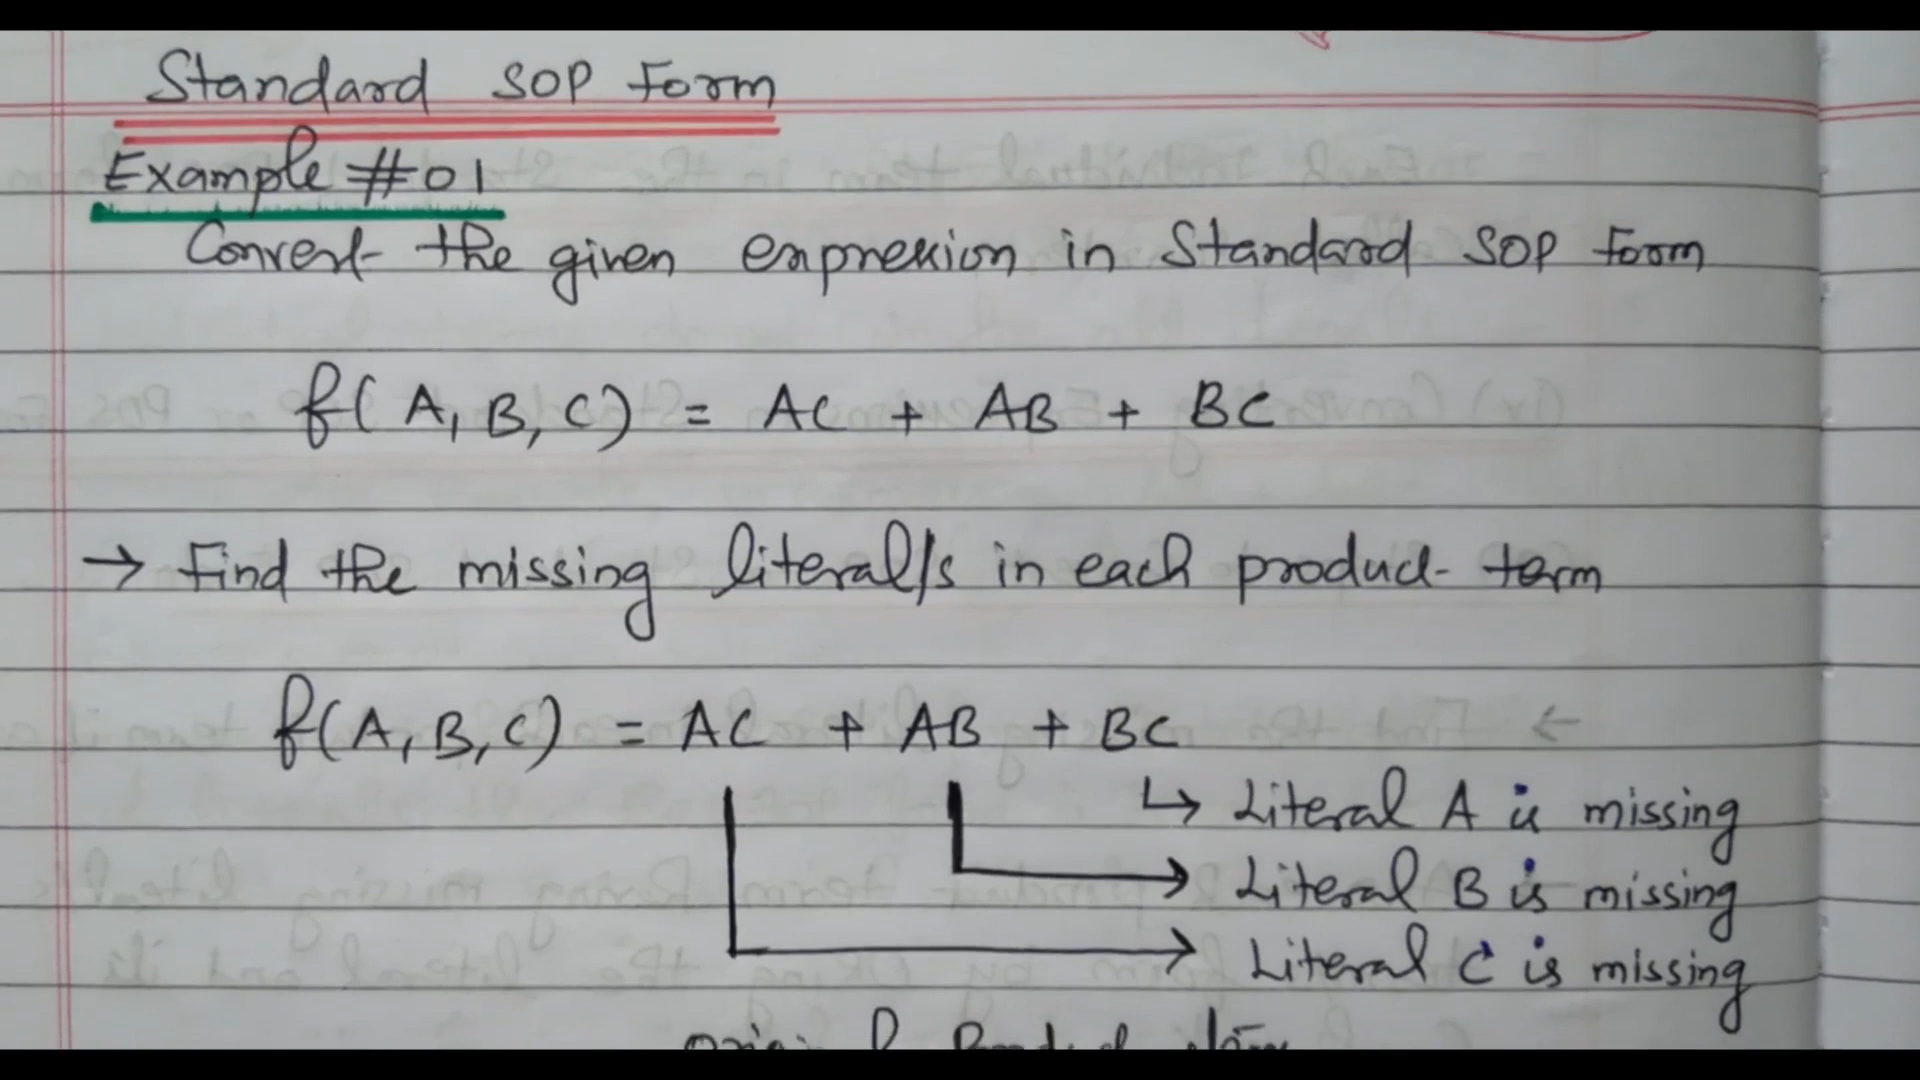 Standard SOP Form
Example #01
Convert the given expression in Standard SOP Form
f(A, B, C) = AC + AB + BC
→ Find the missing literal/s in each product term
f(A, B, C) = AC + AB + BC
↳ Literal A is missing
→ Literal B is missing
→ Literal C is missing